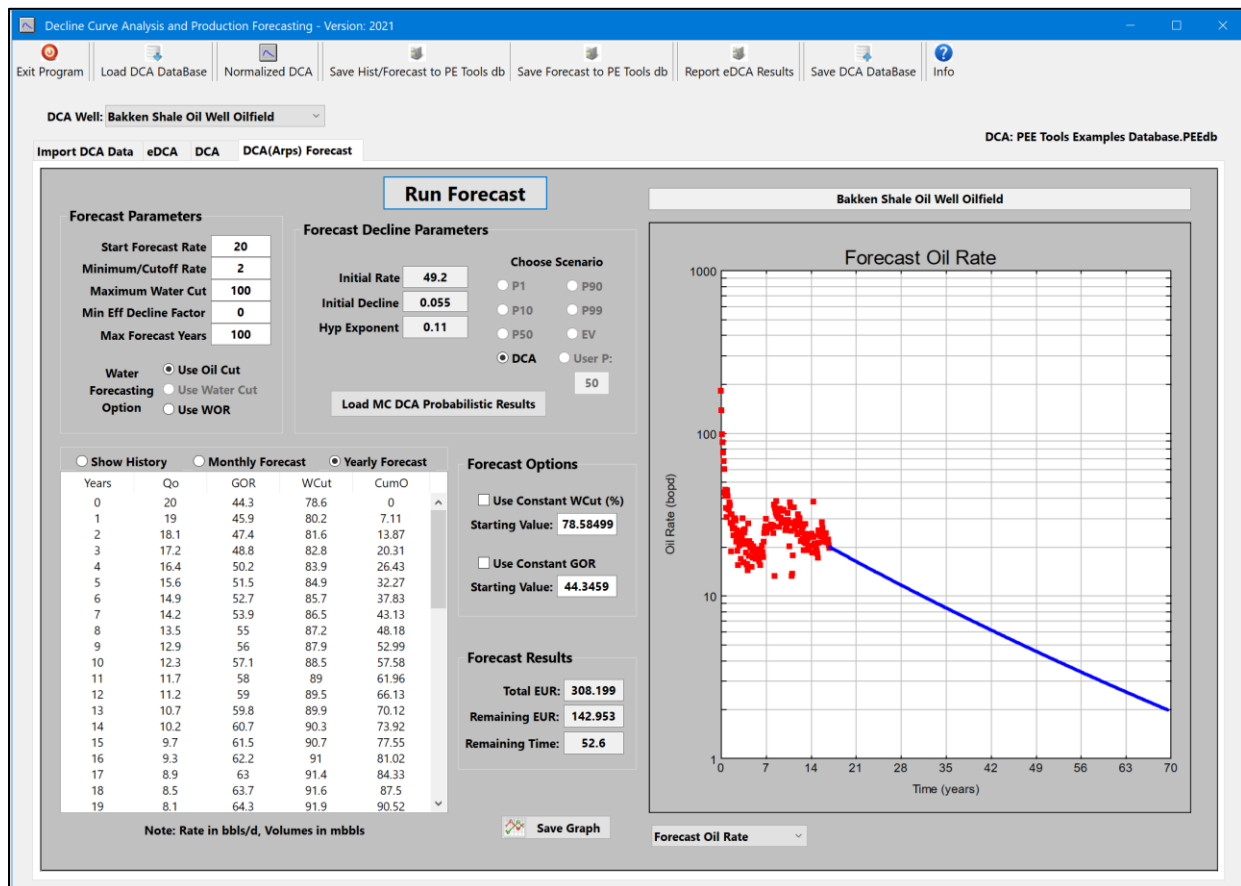 Decline Curve Analysis and Production Forecasting - Version: 2021
Exit Program Load DCA DataBase Normalized DCA Save Hist/Forecast to PE Tools db Save Forecast to PE Tools db Report eDCA Results Save DCA DataBase Info
DCA Well: Bakken Shale Oil Well Oilfield
DCA: PEE Tools Examples Database.PEEdb
Import DCA Data eDCA DCA DCA(Arps) Forecast
Run Forecast
Forecast Parameters
Start Forecast Rate 20
Minimum/Cutoff Rate 2
Maximum Water Cut 100
Min Eff Decline Factor 0
Max Forecast Years 100
Water Forecasting Option
Use Oil Cut
Use Water Cut
Use WOR
Forecast Decline Parameters
Initial Rate 49.2
Initial Decline 0.055
Hyp Exponent 0.11
Choose Scenario
P1 P90
P10 P99
P50 EV
DCA User P:
50
Load MC DCA Probabilistic Results
Show History Monthly Forecast Yearly Forecast
Years Qo GOR WCut CumO
0 20 44.3 78.6 0
1 19 45.9 80.2 7.11
2 18.1 47.4 81.6 13.87
3 17.2 48.8 82.8 20.31
4 16.4 50.2 83.9 26.43
5 15.6 51.5 84.9 32.27
6 14.9 52.7 85.7 37.83
7 14.2 53.9 86.5 43.13
8 13.5 55 87.2 48.18
9 12.9 56 87.9 52.99
10 12.3 57.1 88.5 57.58
11 11.7 58 89 61.96
12 11.2 59 89.5 66.13
13 10.7 59.8 89.9 70.12
14 10.2 60.7 90.3 73.92
15 9.7 61.5 90.7 77.55
16 9.3 62.2 91 81.02
17 8.9 63 91.4 84.33
18 8.5 63.7 91.6 87.5
19 8.1 64.3 91.9 90.52
Note: Rate in bbls/d, Volumes in mbbls
Forecast Options
Use Constant WCut (%)
Starting Value: 78.58499
Use Constant GOR
Starting Value: 44.3459
Forecast Results
Total EUR: 308.199
Remaining EUR: 142.953
Remaining Time: 52.6
Save Graph
Bakken Shale Oil Well Oilfield
Forecast Oil Rate
Oil Rate (bopd)
1000
100
10
1
0 7 14 21 28 35 42 49 56 63 70
Time (years)
Forecast Oil Rate